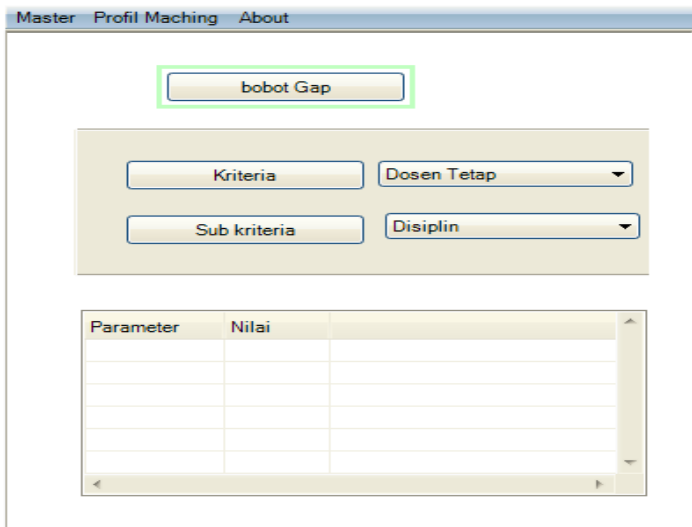 Master Profil Maching About
bobot Gap
Kriteria Dosen Tetap
Sub kriteria Disiplin
Parameter Nilai